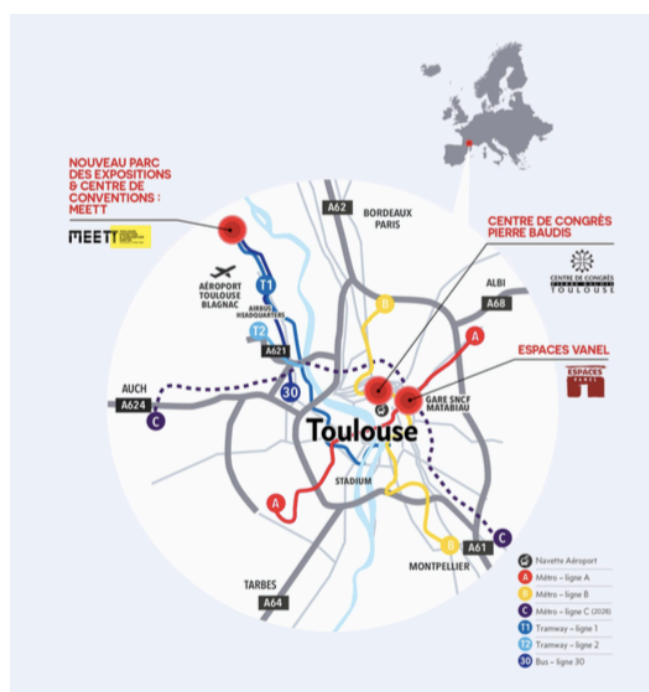 NOUVEAU PARC
DES EXPOSITIONS
& CENTRE DE
CONVENTIONS :
MEETT
MEETT
A62
BORDEAUX
PARIS
CENTRE DE CONGRÈS
PIERRE BAUDIS
CENTRE DE CONGRÈS
PIERRE BAUDIS
TOULOUSE
AÉROPORT
TOULOUSE
BLAGNAC
T1
AIRBUS
HEADQUARTERS
T2
A621
B
ALBI
A68
A
ESPACES VANEL
ESPACES
VANEL
AUCH
A624
C
30
GARE SNCF
MATABIAU
Toulouse
STADIUM
A
C
B
A61
MONTPELLIER
TARBES
A64
Navette Aéroport
A Métro – ligne A
B Métro – ligne B
C Métro – ligne C (2028)
T1 Tramway – ligne 1
T2 Tramway – ligne 2
30 Bus – ligne 30